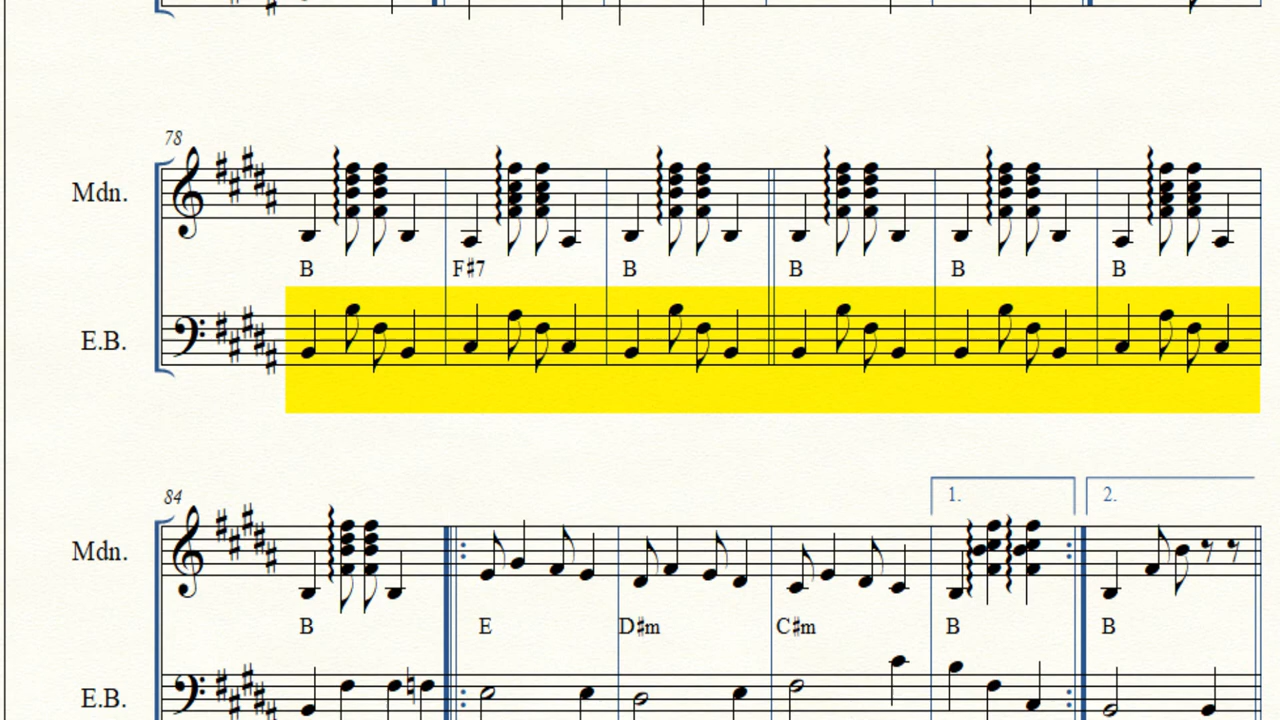 78
Mdn.
B F♯7 B B B B
E.B.
84
1. 2.
Mdn.
B E D♯m C♯m B B
E.B.